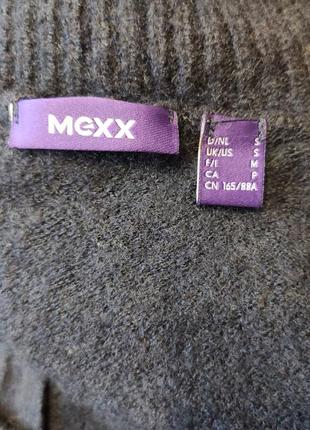 Mexx
D/NL S
UK/US S
F/I M
CA P
CN 165/88A